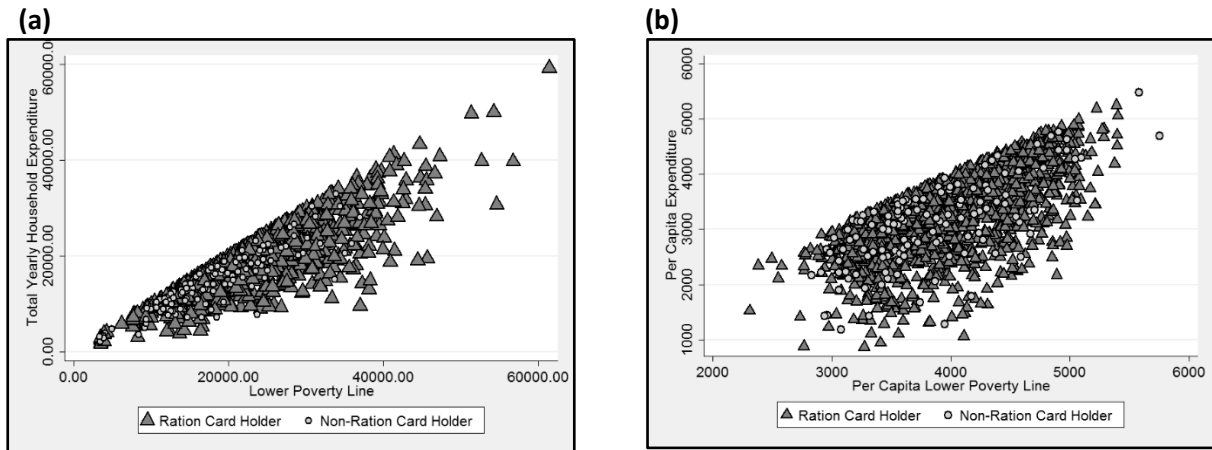 (a)
Total Yearly Household Expenditure
60000.00
40000.00
20000.00
0.00
0.00 20000.00 40000.00 60000.00
Lower Poverty Line
Ration Card Holder Non-Ration Card Holder
(b)
Per Capita Expenditure
6000
5000
4000
3000
2000
1000
2000 3000 4000 5000 6000
Per Capita Lower Poverty Line
Ration Card Holder Non-Ration Card Holder